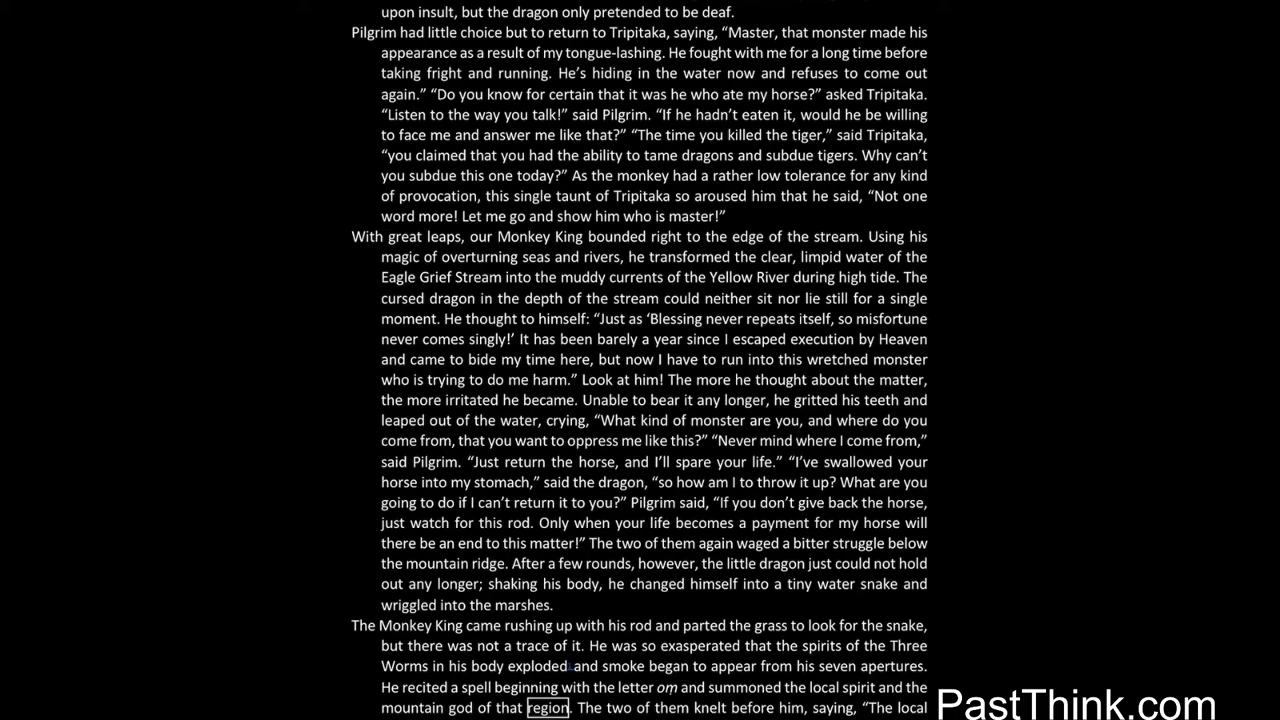 upon insult, but the dragon only pretended to be deaf.
Pilgrim had little choice but to return to Tripitaka, saying, “Master, that monster made his
appearance as a result of my tongue-lashing. He fought with me for a long time before
taking fright and running. He’s hiding in the water now and refuses to come out
again.” “Do you know for certain that it was he who ate my horse?” asked Tripitaka.
“Listen to the way you talk!” said Pilgrim. “If he hadn’t eaten it, would he be willing
to face me and answer me like that?” “The time you killed the tiger,” said Tripitaka,
“you claimed that you had the ability to tame dragons and subdue tigers. Why can’t
you subdue this one today?” As the monkey had a rather low tolerance for any kind
of provocation, this single taunt of Tripitaka so aroused him that he said, “Not one
word more! Let me go and show him who is master!”
With great leaps, our Monkey King bounded right to the edge of the stream. Using his
magic of overturning seas and rivers, he transformed the clear, limpid water of the
Eagle Grief Stream into the muddy currents of the Yellow River during high tide. The
cursed dragon in the depth of the stream could neither sit nor lie still for a single
moment. He thought to himself: “Just as ‘Blessing never repeats itself, so misfortune
never comes singly!’ It has been barely a year since I escaped execution by Heaven
and came to bide my time here, but now I have to run into this wretched monster
who is trying to do me harm.” Look at him! The more he thought about the matter,
the more irritated he became. Unable to bear it any longer, he gritted his teeth and
leaped out of the water, crying, “What kind of monster are you, and where do you
come from, that you want to oppress me like this?” “Never mind where I come from,”
said Pilgrim. “Just return the horse, and I’ll spare your life.” “I’ve swallowed your
horse into my stomach,” said the dragon, “so how am I to throw it up? What are you
going to do if I can’t return it to you?” Pilgrim said, “If you don’t give back the horse,
just watch for this rod. Only when your life becomes a payment for my horse will
there be an end to this matter!” The two of them again waged a bitter struggle below
the mountain ridge. After a few rounds, however, the little dragon just could not hold
out any longer; shaking his body, he changed himself into a tiny water snake and
wriggled into the marshes.
The Monkey King came rushing up with his rod and parted the grass to look for the snake,
but there was not a trace of it. He was so exasperated that the spirits of the Three
Worms in his body exploded and smoke began to appear from his seven apertures.
He recited a spell beginning with the letter oṃ and summoned the local spirit and the
mountain god of that region. The two of them knelt before him, saying, “The local
PastThink.com